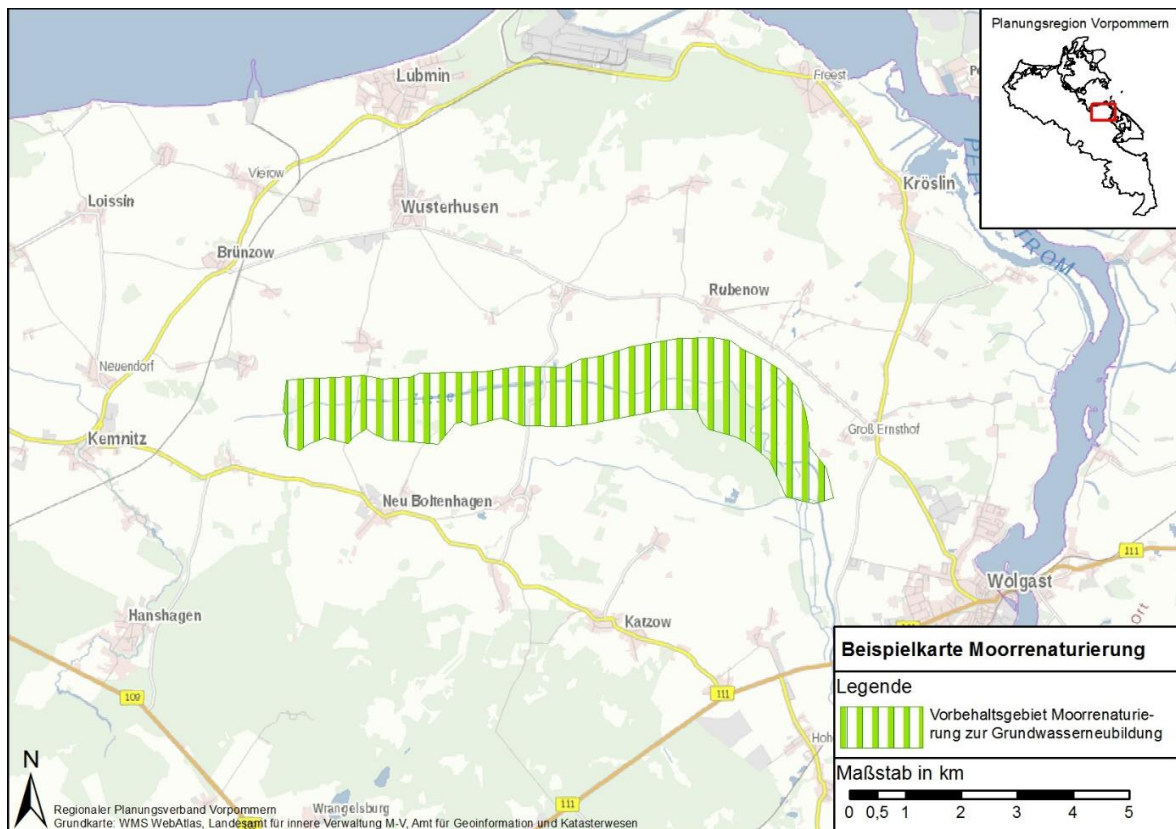 Planungsregion Vorpommern
Lubmin
Freest
Vierow
Loissin
Wusterhusen
Kröslin
Brünzow
STROM
Rubenow
Neuendorf
Kemnitz
Groß Ernsthof
Neu Boltenhagen
111
Wolgast
Hanshagen
Katzow
Ort
109
111
111
Wrangelsburg
Beispielkarte Moorrenaturierung
Legende
Vorbehaltsgebiet Moorrenaturie-
rung zur Grundwasserneubildung
Maßstab in km
0 0,5 1 2 3 4 5
N
Regionaler Planungsverband Vorpommern
Grundkarte: WMS WebAtlas, Landesamt für innere Verwaltung M-V, Amt für Geoinformation und Katasterwesen